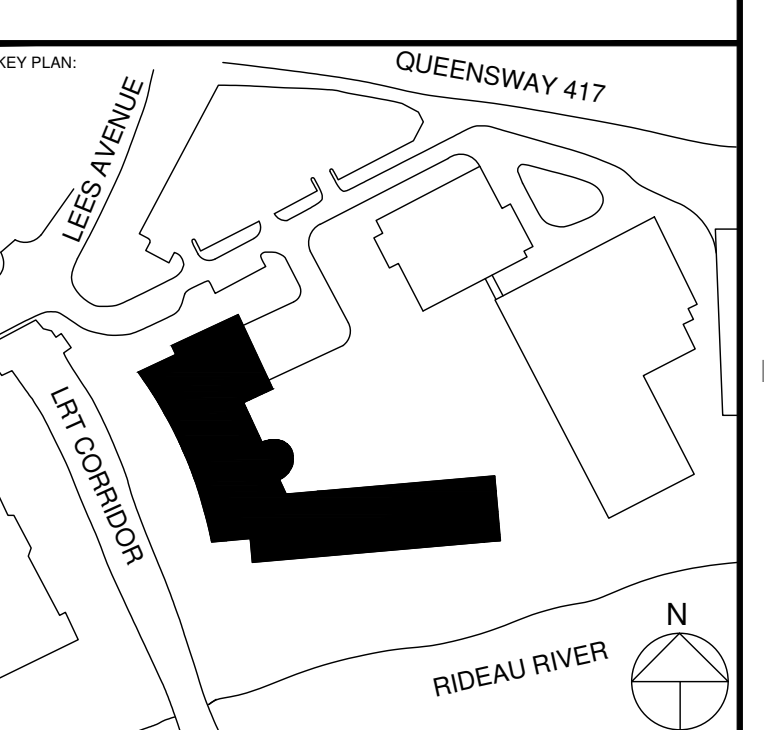 KEY PLAN:
QUEENSWAY 417
LEES AVENUE
LRT CORRIDOR
N
RIDEAU RIVER